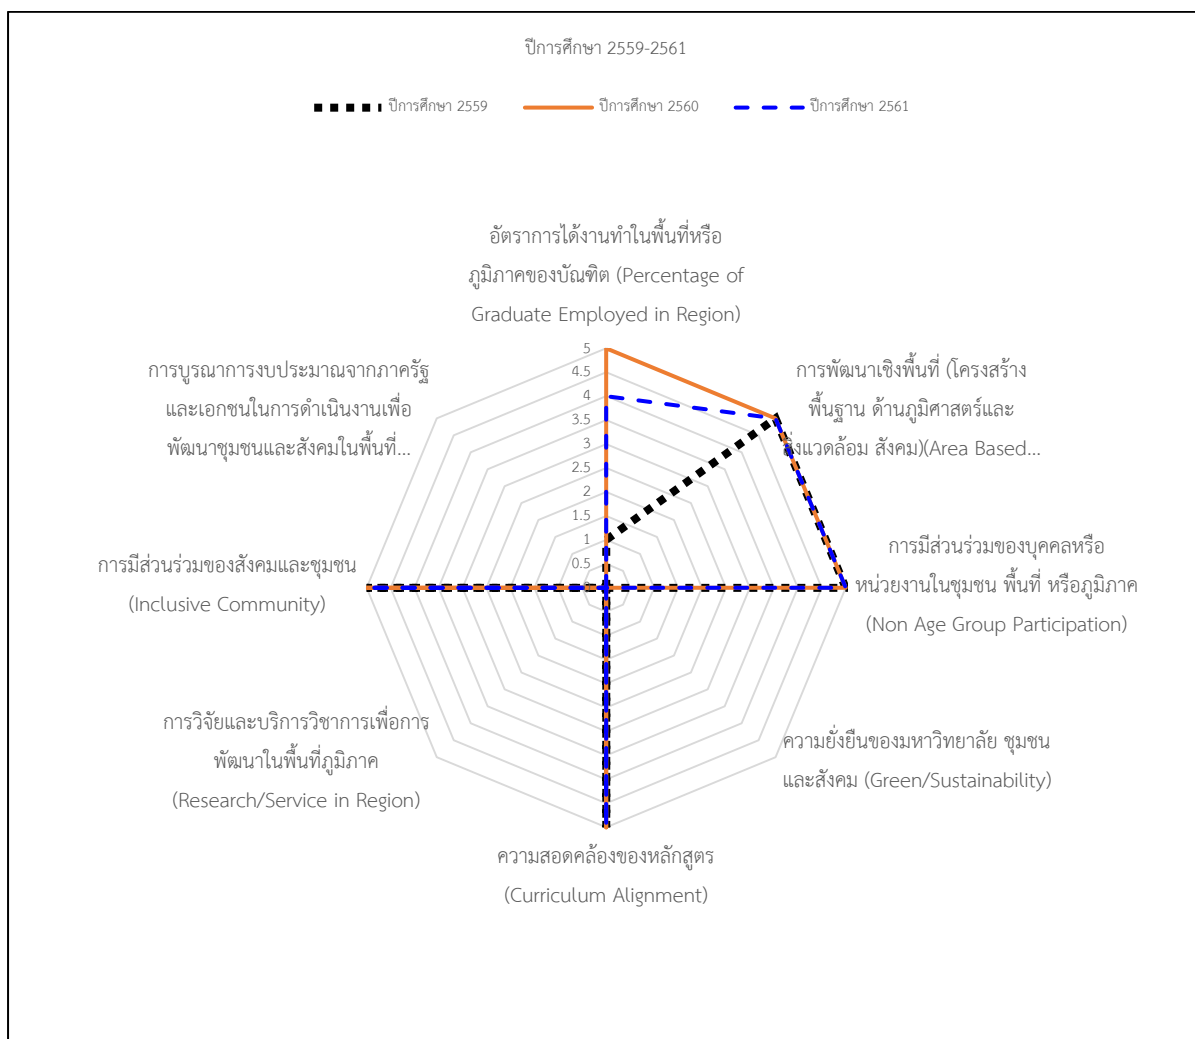 ปีการศึกษา 2559-2561
ปีการศึกษา 2559
ปีการศึกษา 2560
ปีการศึกษา 2561
อัตราการได้งานทำในพื้นที่หรือ
ภูมิภาคของบัณฑิต (Percentage of
Graduate Employed in Region)
การพัฒนาเชิงพื้นที่ (โครงสร้าง
พื้นฐาน ด้านภูมิศาสตร์และ
สิ่งแวดล้อม สังคม)(Area Based...
การมีส่วนร่วมของบุคคลหรือ
หน่วยงานในชุมชน พื้นที่ หรือภูมิภาค
(Non Age Group Participation)
ความยั่งยืนของมหาวิทยาลัย ชุมชน
และสังคม (Green/Sustainability)
ความสอดคล้องของหลักสูตร
(Curriculum Alignment)
การวิจัยและบริการวิชาการเพื่อการ
พัฒนาในพื้นที่ภูมิภาค
(Research/Service in Region)
การมีส่วนร่วมของสังคมและชุมชน
(Inclusive Community)
การบูรณาการงบประมาณจากภาครัฐ
และเอกชนในการดำเนินงานเพื่อ
พัฒนาชุมชนและสังคมในพื้นที่...
5
4.5
4
3.5
3
2.5
2
1.5
1
0.5
0